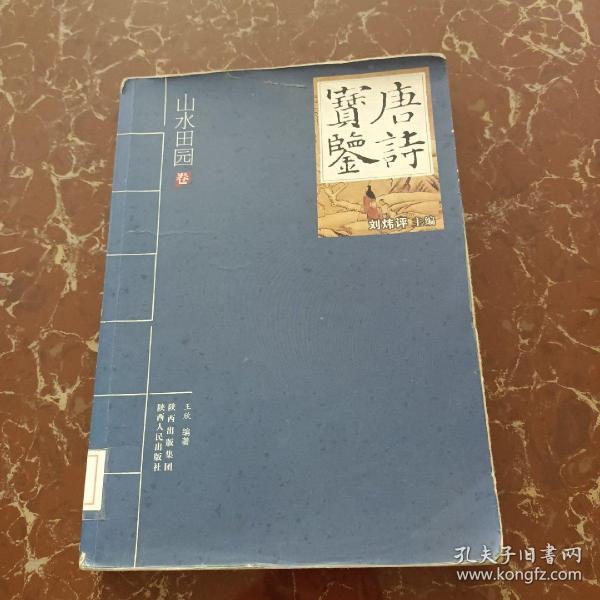 唐詩
寶鑒
刘炜评 主编
山水田园卷
王欣 编著
陕西出版集团
陕西人民出版社
孔夫子旧书网
www.kongfz.com